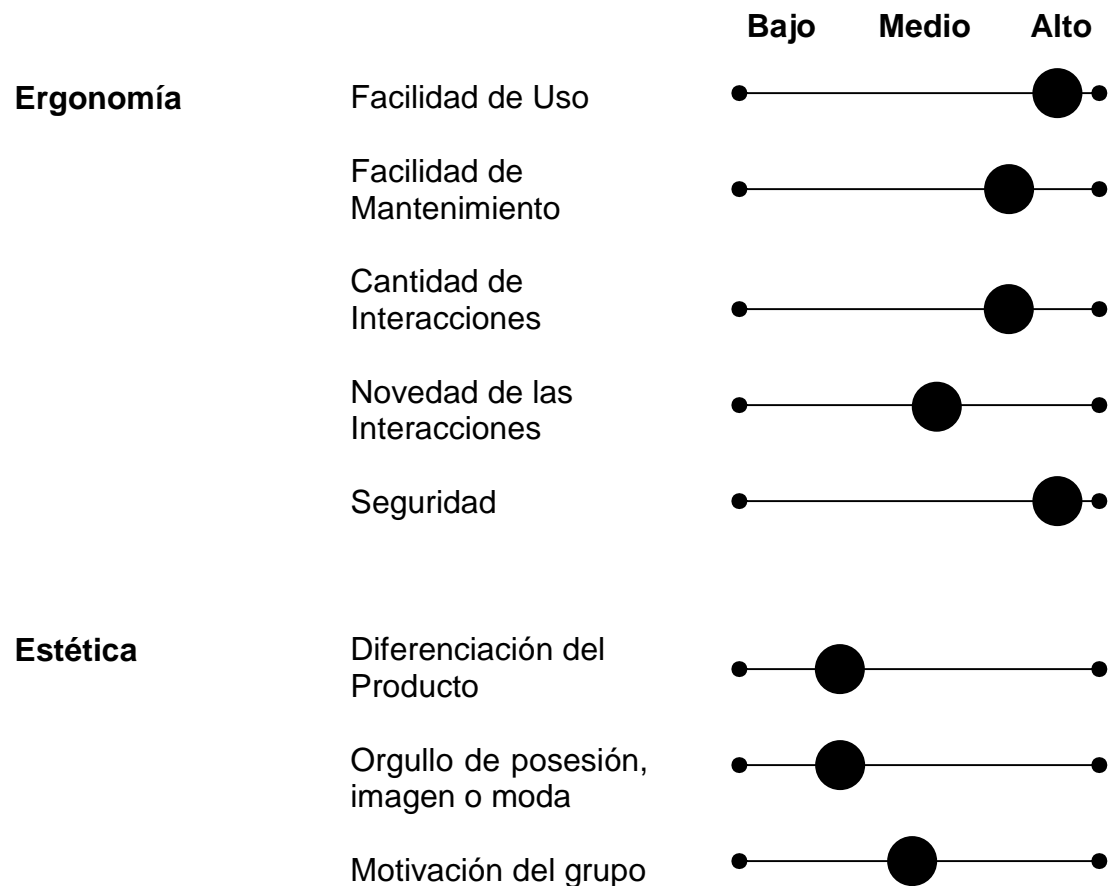 Bajo Medio Alto
Ergonomía Facilidad de Uso
Facilidad de
Mantenimiento
Cantidad de
Interacciones
Novedad de las
Interacciones
Seguridad
Estética Diferenciación del
Producto
Orgullo de posesión,
imagen o moda
Motivación del grupo